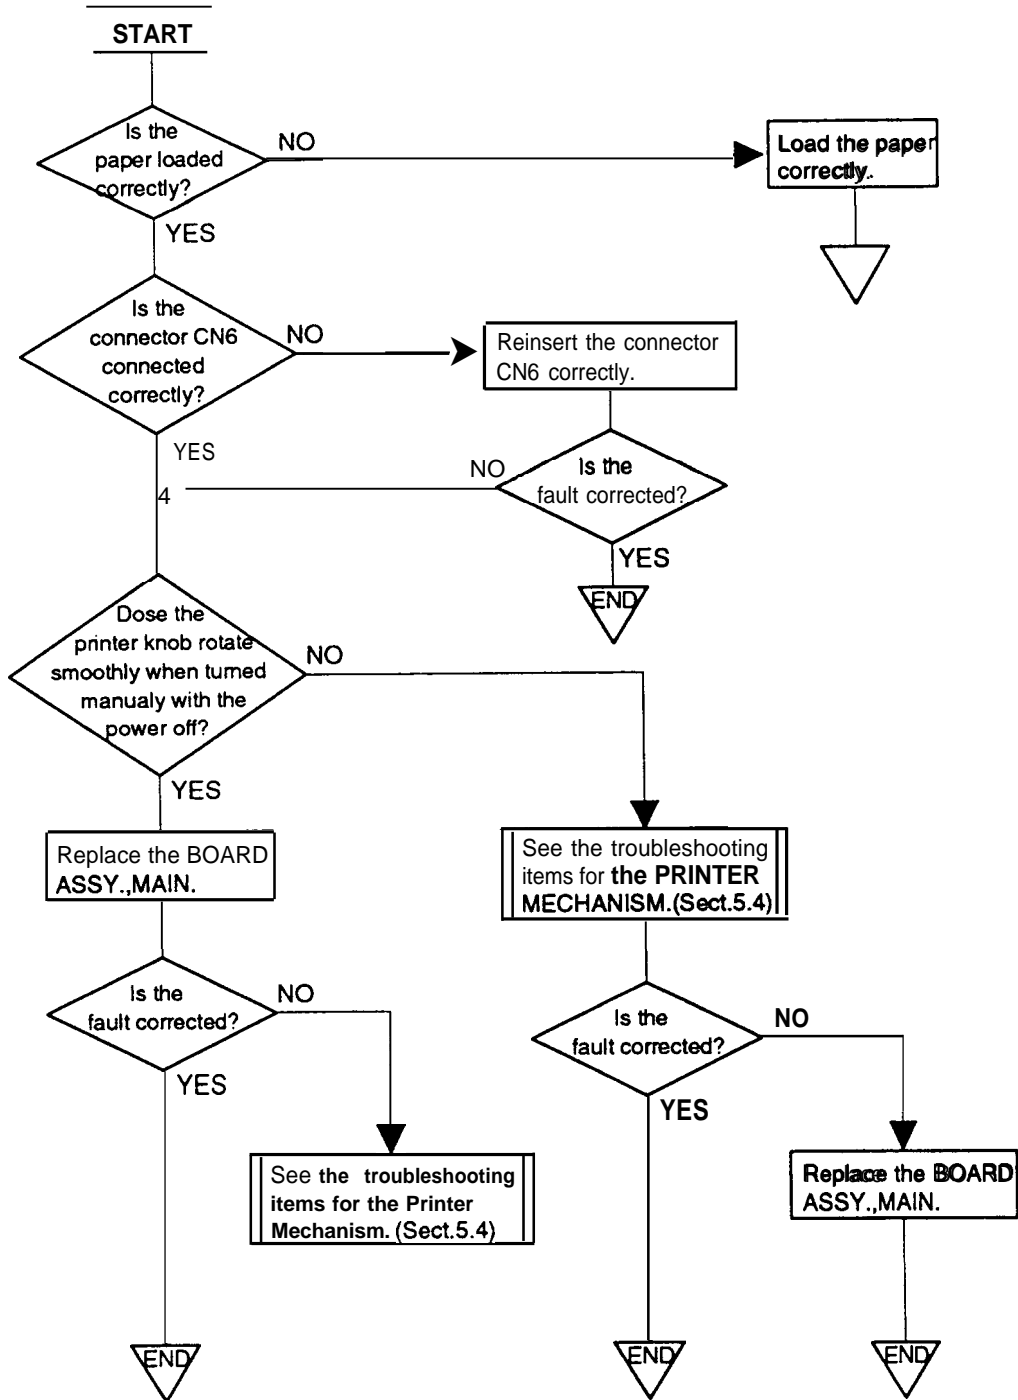 START
Is the
paper loaded
correctly?
NO
YES
Load the paper
correctly.
Is the
connector CN6
connected
correctly?
NO
YES
Reinsert the connector
CN6 correctly.
Is the
fault corrected?
NO
YES
END
4
Dose the
printer knob rotate
smoothly when turned
manualy with the
power off?
NO
YES
Replace the BOARD
ASSY.,MAIN.
See the troubleshooting
items for the PRINTER
MECHANISM.(Sect.5.4)
Is the
fault corrected?
NO
YES
Is the
fault corrected?
NO
YES
See the troubleshooting
items for the Printer
Mechanism. (Sect.5.4)
Replace the BOARD
ASSY.,MAIN.
END
END
END